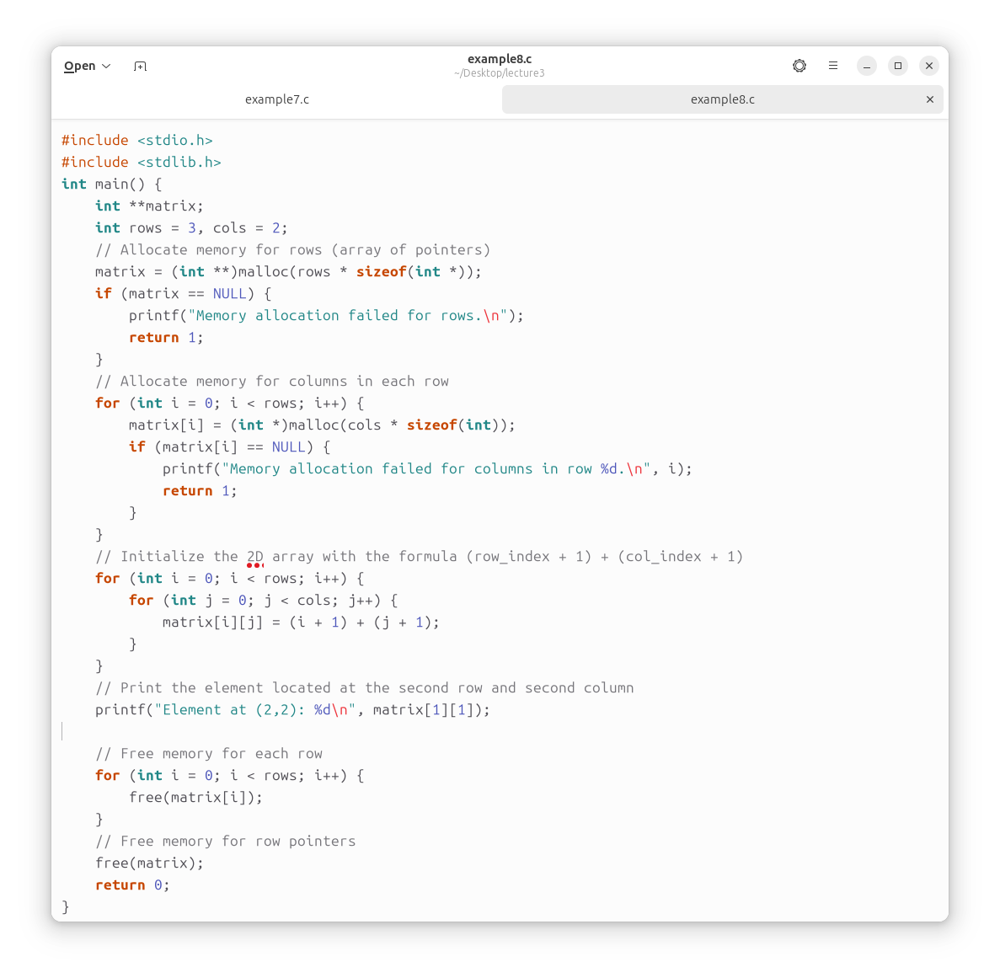 Open
example8.c
~/Desktop/lecture3
example7.c
example8.c
#include <stdio.h>
#include <stdlib.h>
int main() {
    int **matrix;
    int rows = 3, cols = 2;
    // Allocate memory for rows (array of pointers)
    matrix = (int **)malloc(rows * sizeof(int *));
    if (matrix == NULL) {
        printf("Memory allocation failed for rows.\n");
        return 1;
    }
    // Allocate memory for columns in each row
    for (int i = 0; i < rows; i++) {
        matrix[i] = (int *)malloc(cols * sizeof(int));
        if (matrix[i] == NULL) {
            printf("Memory allocation failed for columns in row %d.\n", i);
            return 1;
        }
    }
    // Initialize the 2D array with the formula (row_index + 1) + (col_index + 1)
    for (int i = 0; i < rows; i++) {
        for (int j = 0; j < cols; j++) {
            matrix[i][j] = (i + 1) + (j + 1);
        }
    }
    // Print the element located at the second row and second column
    printf("Element at (2,2): %d\n", matrix[1][1]);

    // Free memory for each row
    for (int i = 0; i < rows; i++) {
        free(matrix[i]);
    }
    // Free memory for row pointers
    free(matrix);
    return 0;
}